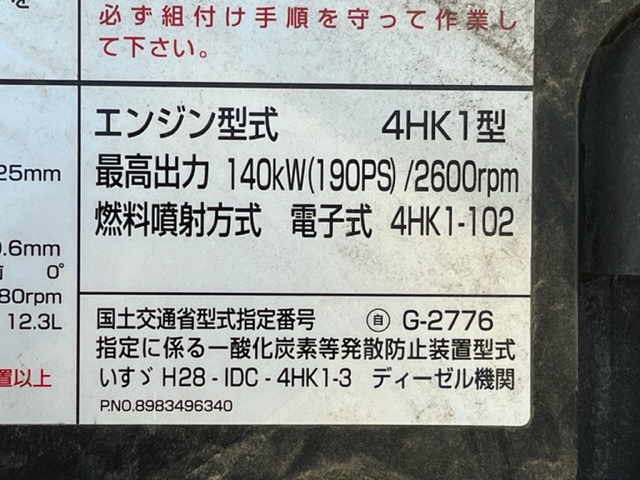 を
必ず組付け手順を守って作業し
て下さい。
エンジン型式 4HK1型
25mm
最高出力 140kW(190PS) /2600rpm
燃料噴射方式 電子式 4HK1-102
.6mm
前 0°
80rpm
12.3L
置以上
国土交通省型式指定番号 ㊀自 G-2776
指定に係る一酸化炭素等発散防止装置型式
いすゞ H28 - IDC - 4HK1-3 ディーゼル機関
P.NO.8983496340